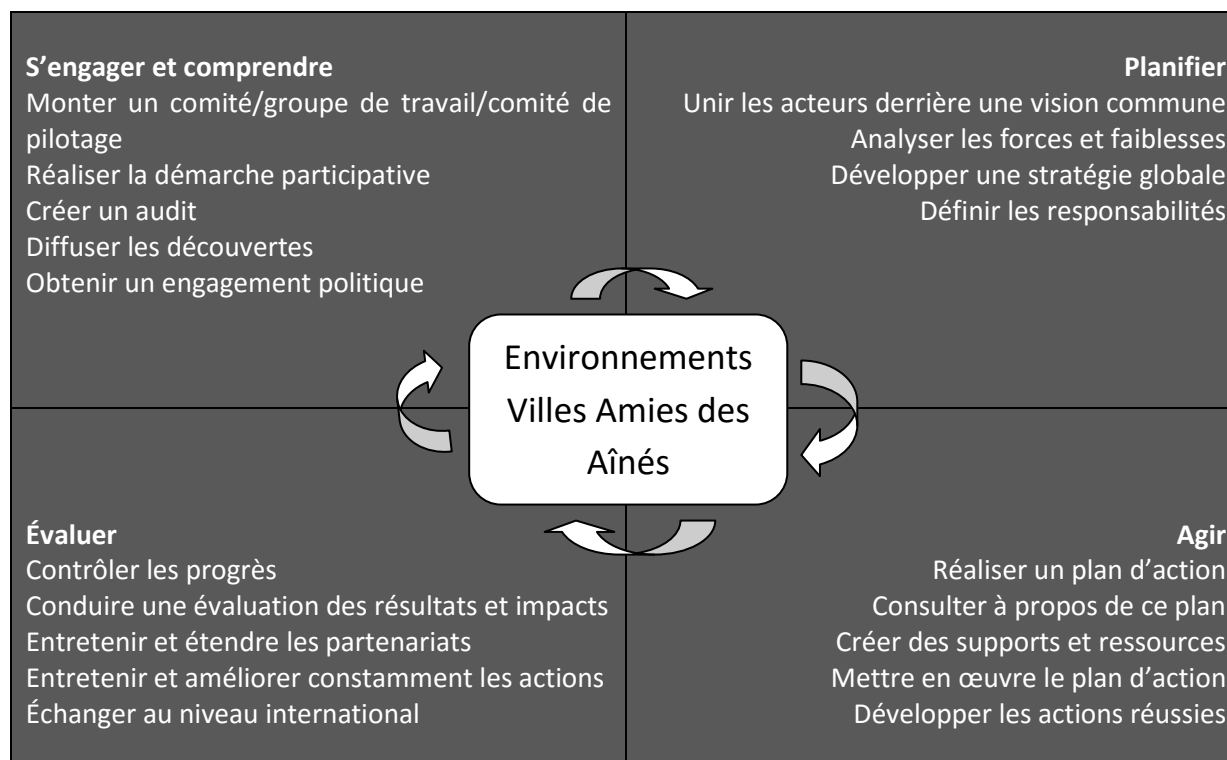 S’engager et comprendre
Monter un comité/groupe de travail/comité de
pilotage
Réaliser la démarche participative
Créer un audit
Diffuser les découvertes
Obtenir un engagement politique
Planifier
Unir les acteurs derrière une vision commune
Analyser les forces et faiblesses
Développer une stratégie globale
Définir les responsabilités
Environnements
Villes Amies des
Aînés
Évaluer
Contrôler les progrès
Conduire une évaluation des résultats et impacts
Entretenir et étendre les partenariats
Entretenir et améliorer constamment les actions
Échanger au niveau international
Agir
Réaliser un plan d’action
Consulter à propos de ce plan
Créer des supports et ressources
Mettre en œuvre le plan d’action
Développer les actions réussies